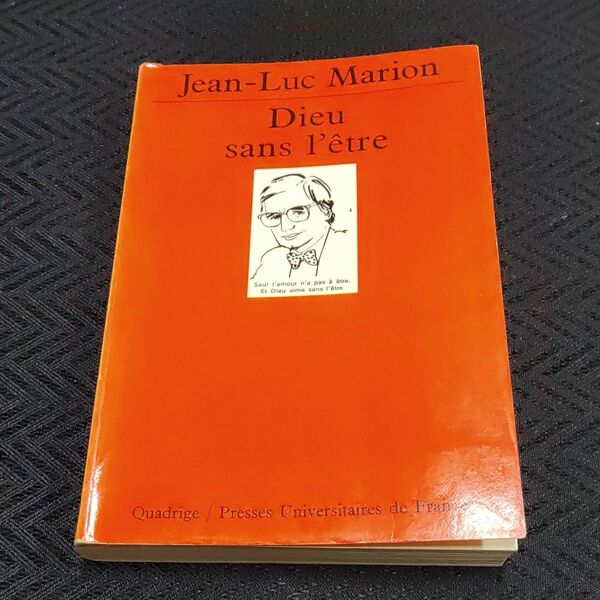 Jean-Luc Marion
Dieu
sans l'être
Seul l'amour n'a pas à être.
Et Dieu aime sans l'être
Quadrige / Presses Universitaires de France